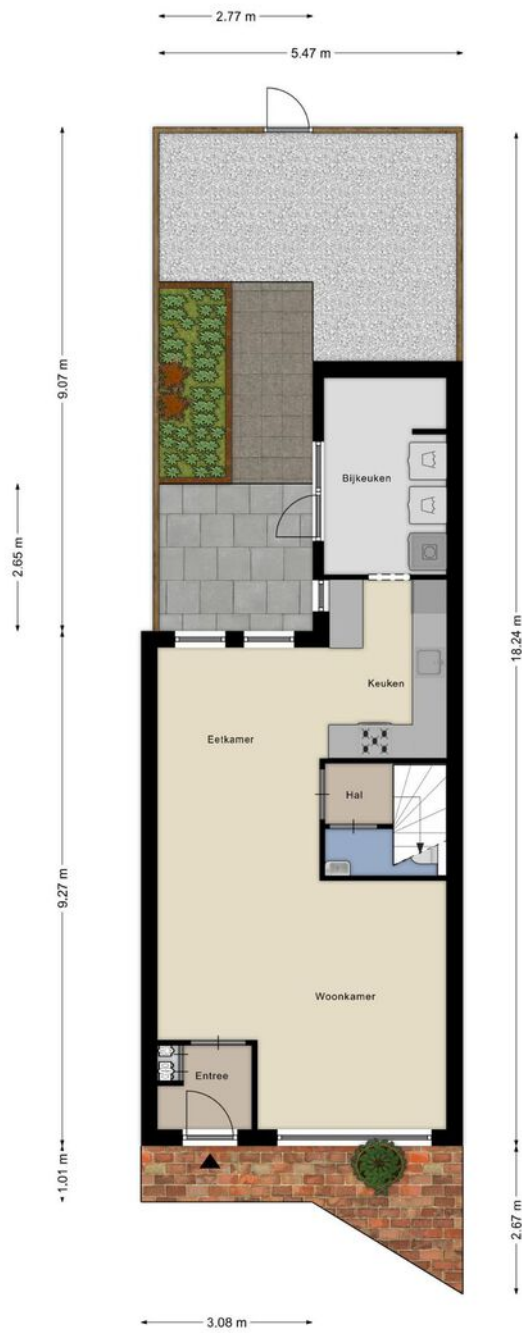 2.77 m
5.47 m
9.07 m
2.65 m
18.24 m
Bijkeuken
Keuken
Eetkamer
Hal
9.27 m
Woonkamer
Entree
1.01 m
2.67 m
3.08 m